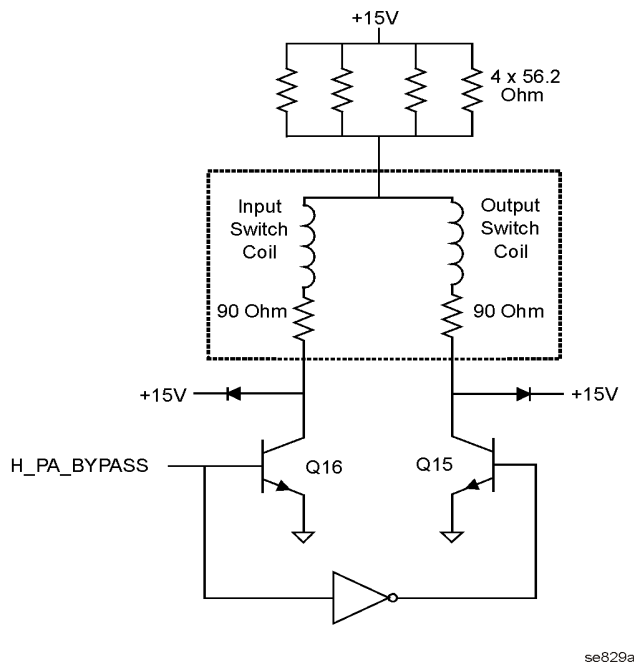 +15V
4 x 56.2
Ohm
Input
Switch
Coil
Output
Switch
Coil
90 Ohm
90 Ohm
+15V
+15V
H_PA_BYPASS
Q16
Q15
se829a